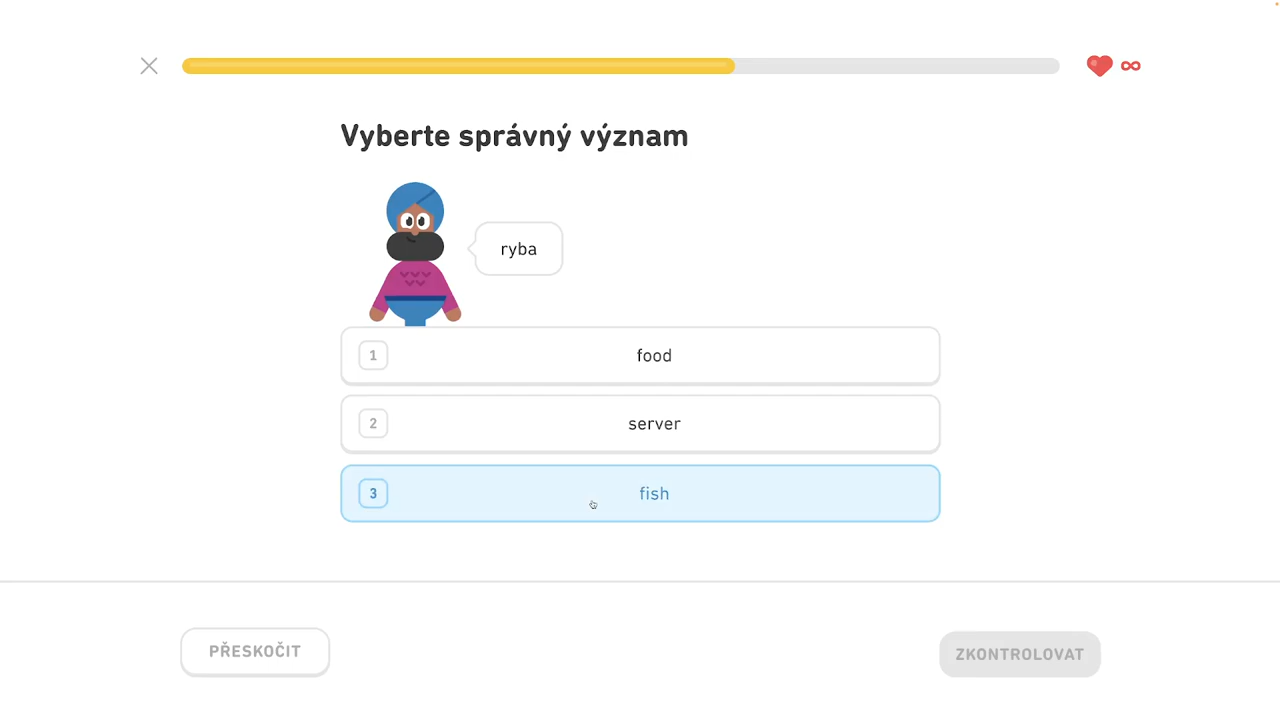 Vyberte správný význam
ryba
1 food
2 server
3 fish
PŘESKOČIT
ZKONTROLOVAT